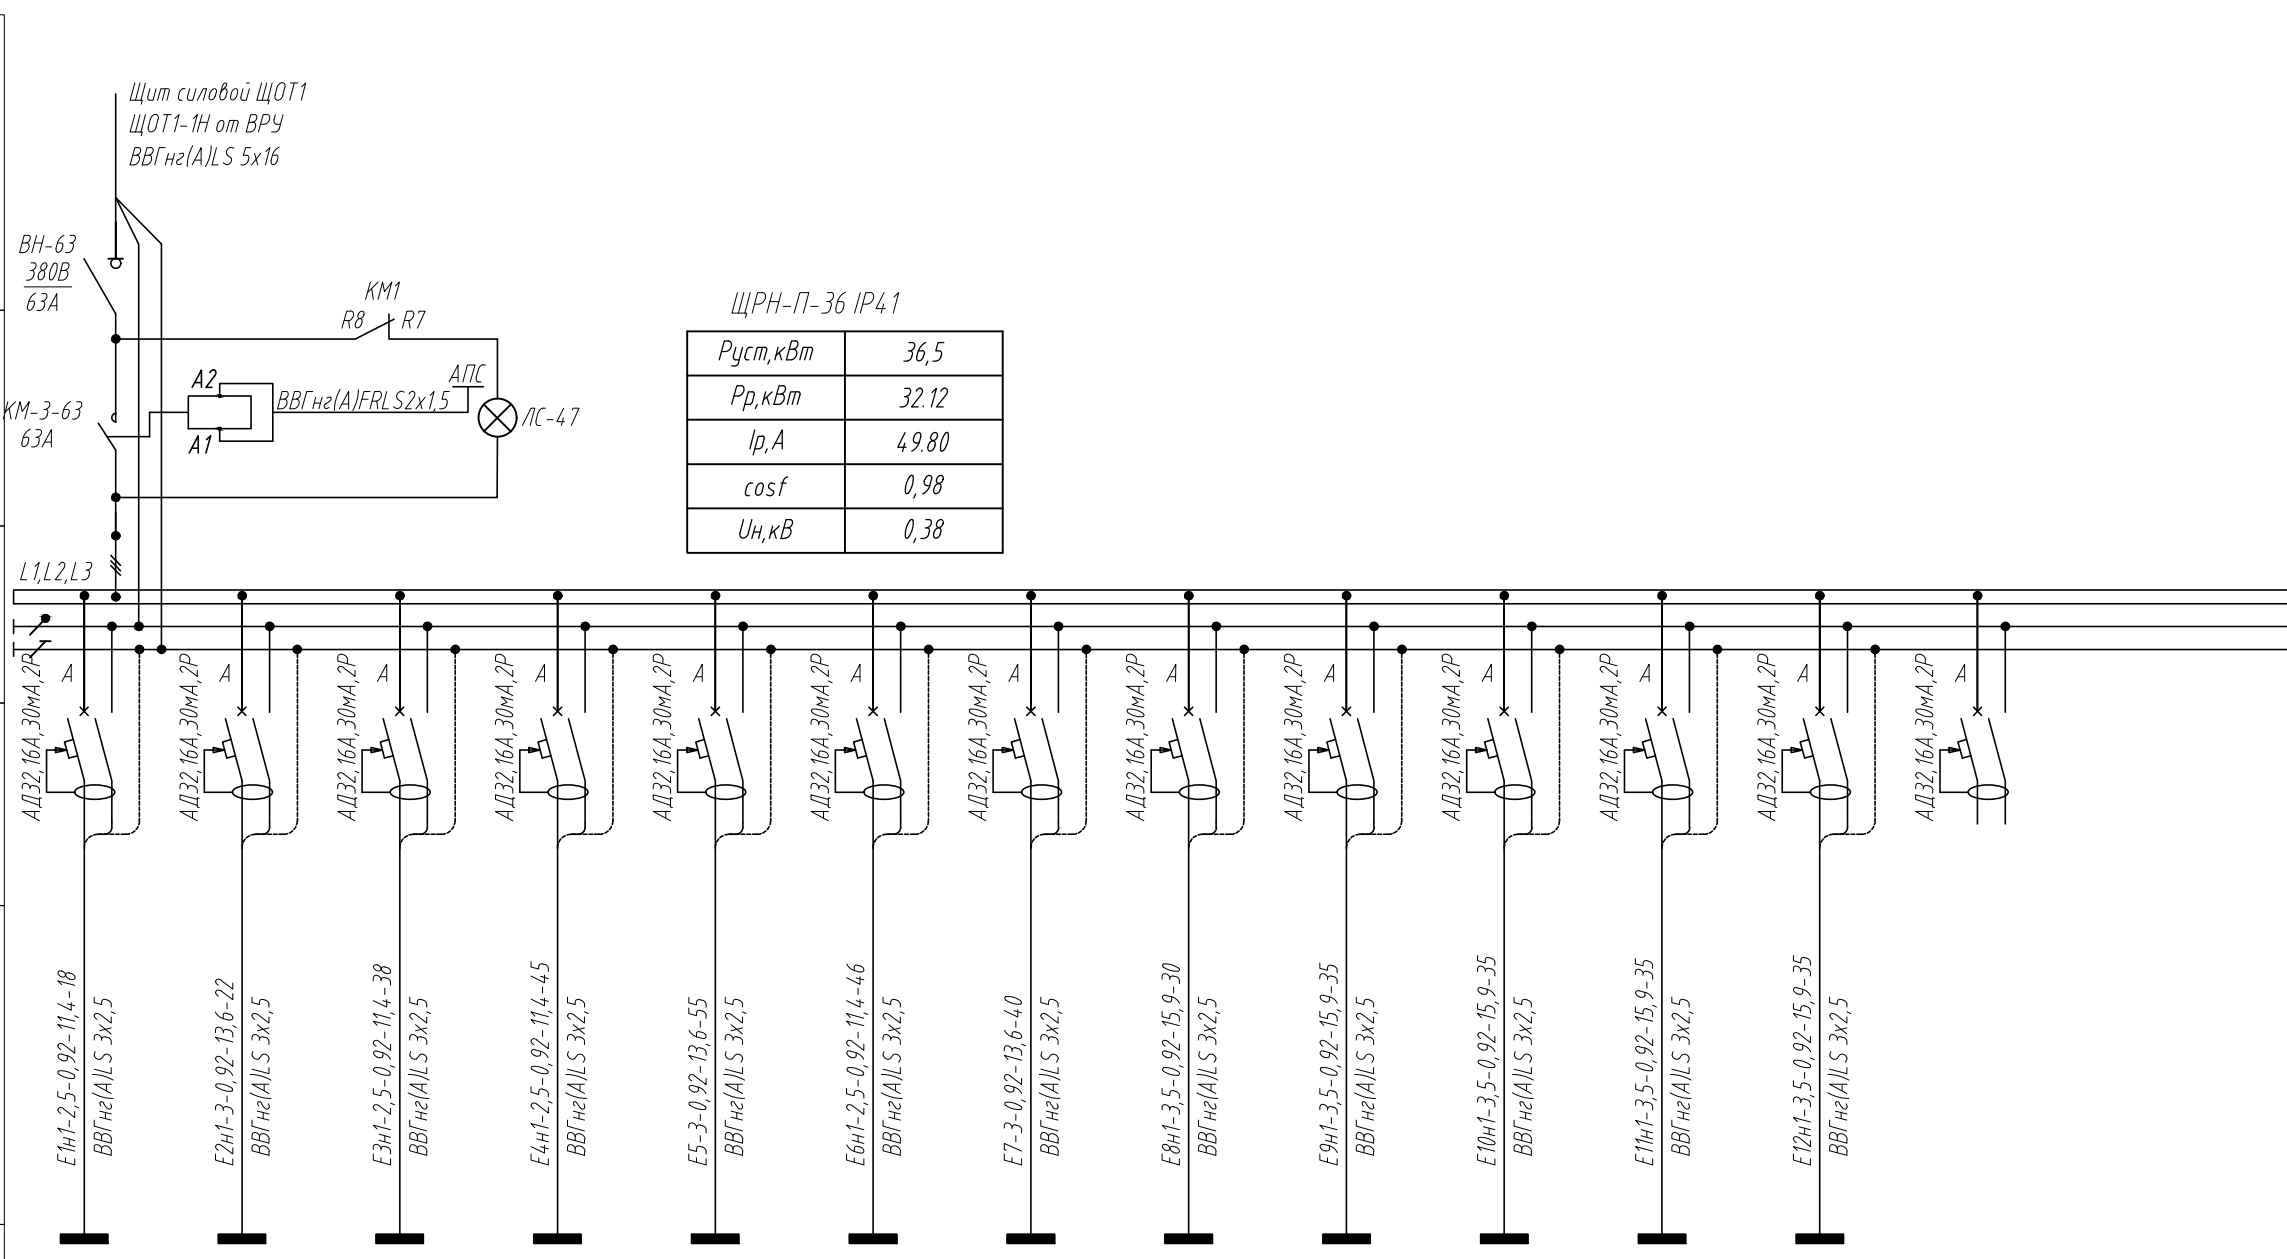 Щит силовой ЩОТ1
ЩОТ1-1Н от ВРУ
ВВГнг(А)LS 5х16
ВН-63
380В
63А
КМ1
R8
R7
А2
АПС
ВВГнг(А)FRLS2х1,5
КМ-3-63
63А
А1
ЛС-47
ЩРН-П-36 IP41
Руст,кВт 36,5
Рр,кВт 32.12
Iр,А 49.80
cosf 0,98
Uн,кВ 0,38
L1,L2,L3
АД32,16А,30мА,2Р
А
АД32,16А,30мА,2Р
А
АД32,16А,30мА,2Р
А
АД32,16А,30мА,2Р
А
АД32,16А,30мА,2Р
А
АД32,16А,30мА,2Р
А
АД32,16А,30мА,2Р
А
АД32,16А,30мА,2Р
А
АД32,16А,30мА,2Р
А
АД32,16А,30мА,2Р
А
АД32,16А,30мА,2Р
А
АД32,16А,30мА,2Р
А
АД32,16А,30мА,2Р
А
Е1н1-2,5-0,92-11,4-18
ВВГнг(А)LS 3х2,5
Е2н1-3-0,92-13,6-22
ВВГнг(А)LS 3х2,5
Е3н1-2,5-0,92-11,4-38
ВВГнг(А)LS 3х2,5
Е4н1-2,5-0,92-11,4-45
ВВГнг(А)LS 3х2,5
Е5-3-0,92-13,6-55
ВВГнг(А)LS 3х2,5
Е6н1-2,5-0,92-11,4-46
ВВГнг(А)LS 3х2,5
Е7-3-0,92-13,6-40
ВВГнг(А)LS 3х2,5
Е8н1-3,5-0,92-15,9-30
ВВГнг(А)LS 3х2,5
Е9н1-3,5-0,92-15,9-35
ВВГнг(А)LS 3х2,5
Е10н1-3,5-0,92-15,9-35
ВВГнг(А)LS 3х2,5
Е11н1-3,5-0,92-15,9-35
ВВГнг(А)LS 3х2,5
Е12н1-3,5-0,92-15,9-35
ВВГнг(А)LS 3х2,5